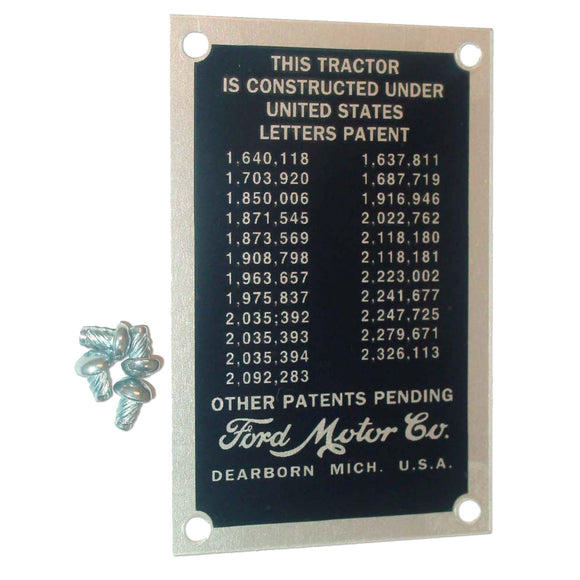 THIS TRACTOR
IS CONSTRUCTED UNDER
UNITED STATES
LETTERS PATENT
1,640,118 1,637,811
1,703,920 1,687,719
1,850,006 1,916,946
1,871,545 2,022,762
1,873,569 2,118,180
1,908,798 2,118,181
1,963,657 2,223,002
1,975,837 2,241,677
2,035;392 2,247,725
2,035,393 2,279,671
2,035,394 2,326,113
2,092,283
OTHER PATENTS PENDING
Ford Motor Co.
DEARBORN MICH. U.S.A.